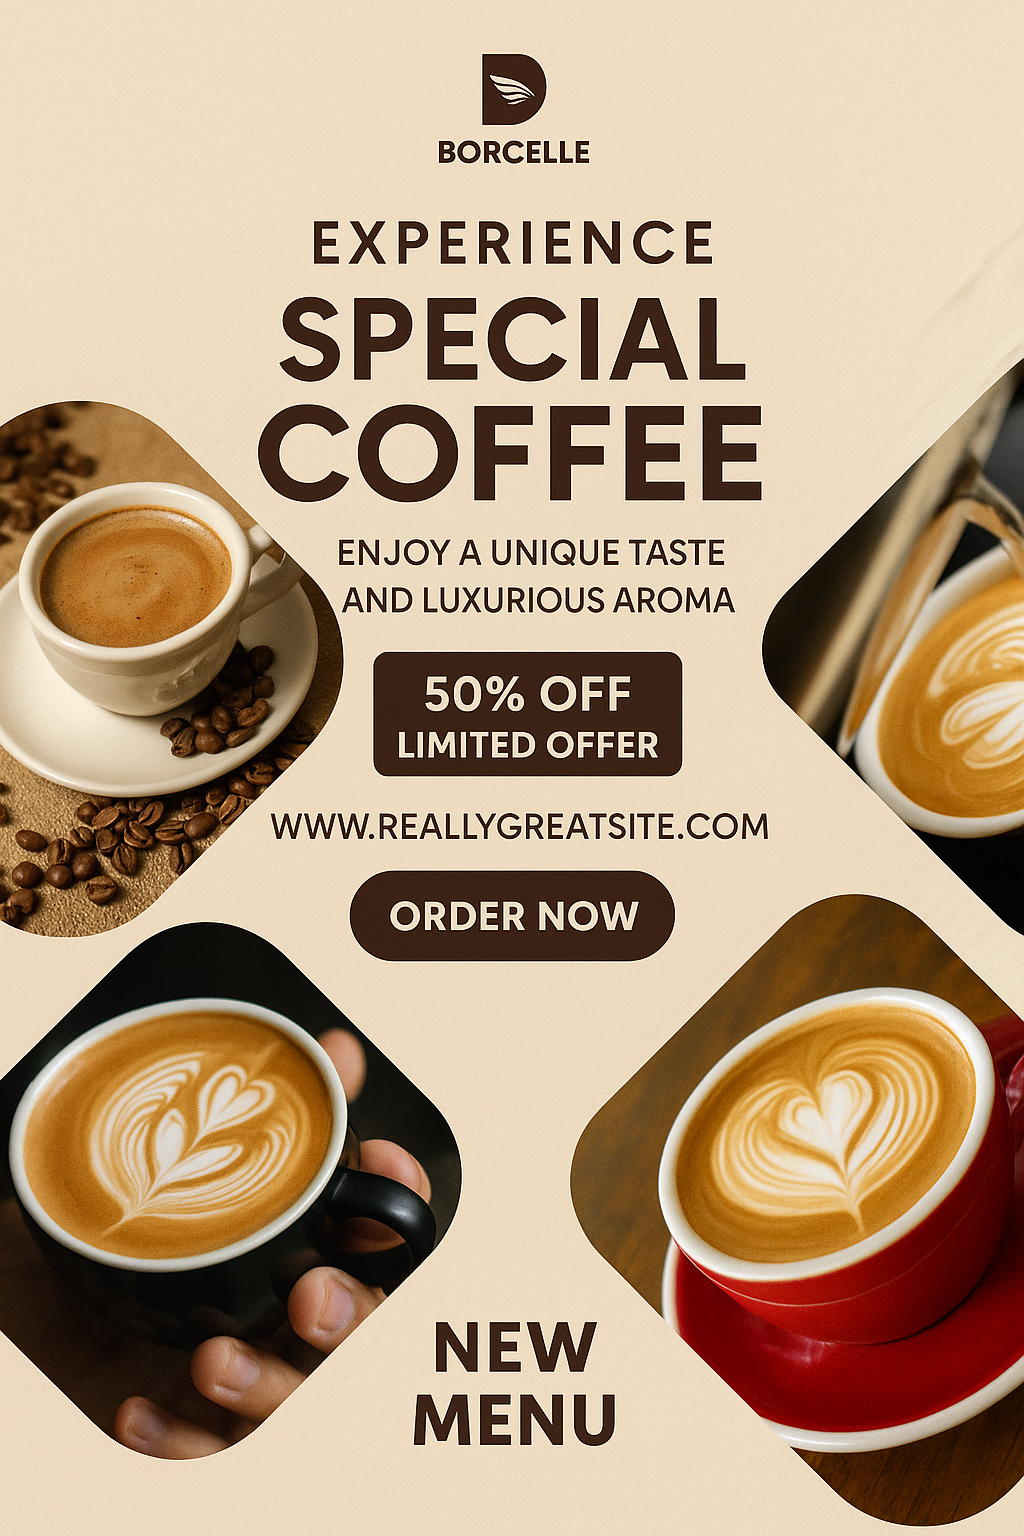 BORCELLE
EXPERIENCE
SPECIAL
COFFEE
ENJOY A UNIQUE TASTE
AND LUXURIOUS AROMA
50% OFF
LIMITED OFFER
WWW.REALLYGREATSITE.COM
ORDER NOW
NEW
MENU